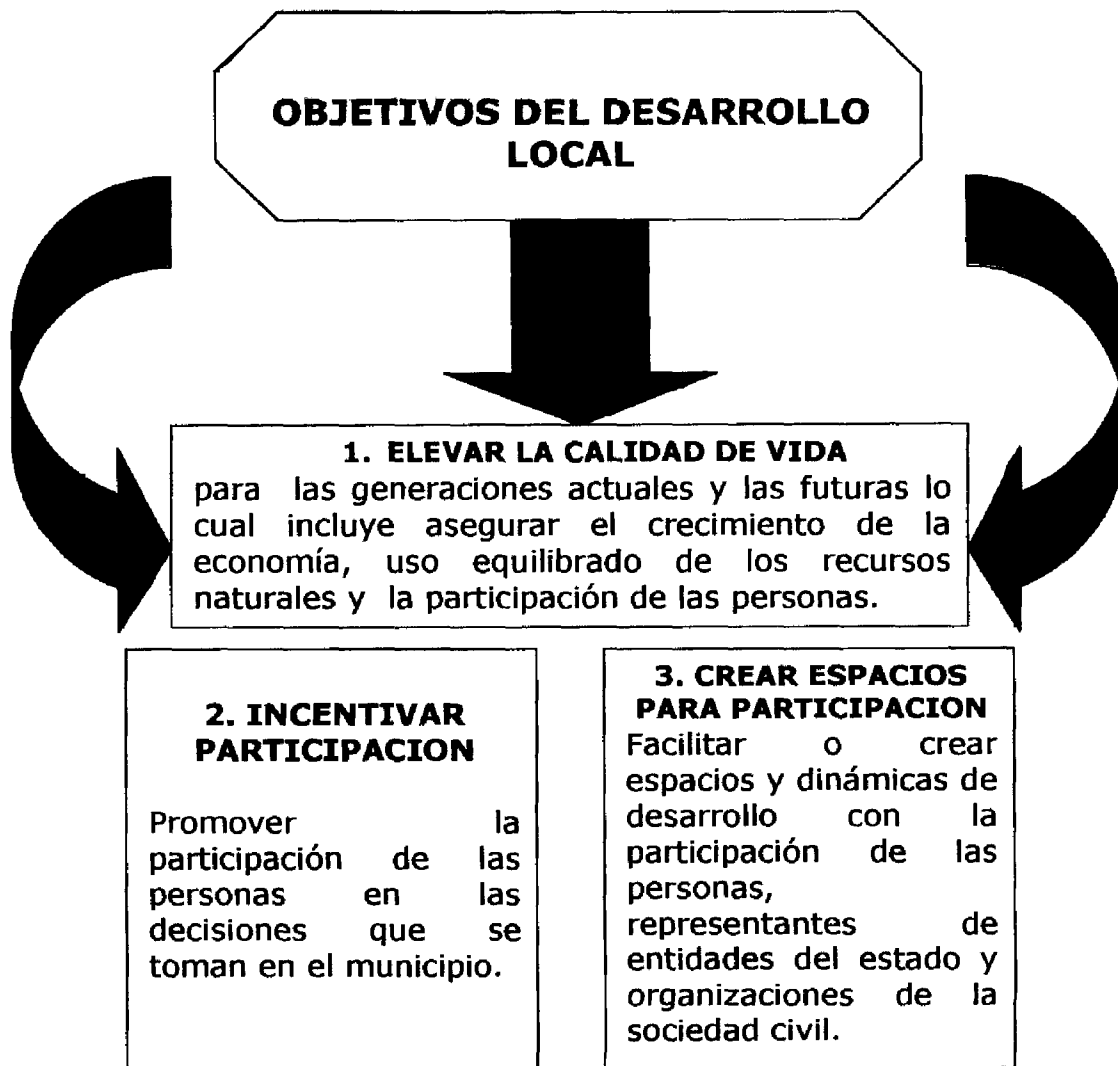 OBJETIVOS DEL DESARROLLO
LOCAL
1. ELEVAR LA CALIDAD DE VIDA
para las generaciones actuales y las futuras lo
cual incluye asegurar el crecimiento de la
economía, uso equilibrado de los recursos
naturales y la participación de las personas.
2. INCENTIVAR
PARTICIPACION
Promover la
participación de las
personas en las
decisiones que se
toman en el municipio.
3. CREAR ESPACIOS
PARA PARTICIPACION
Facilitar o crear
espacios y dinámicas de
desarrollo con la
participación de las
personas,
representantes de
entidades del estado y
organizaciones de la
sociedad civil.